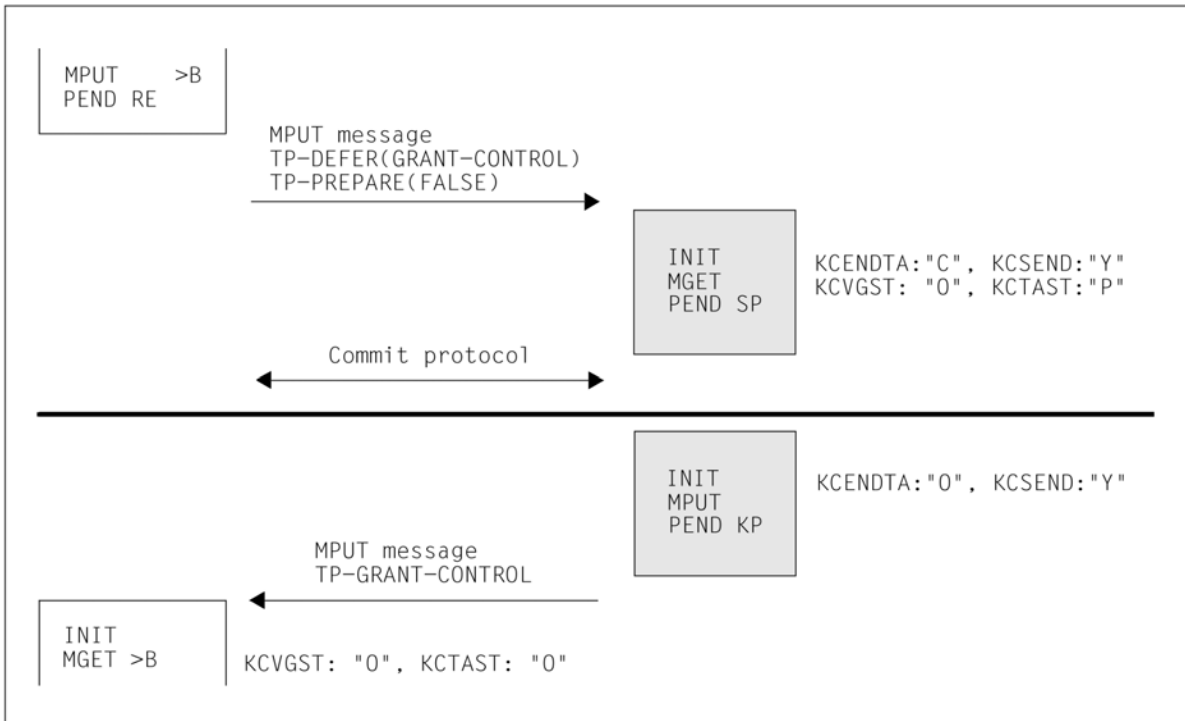 MPUT >B
PEND RE
MPUT message
TP-DEFER(GRANT-CONTROL)
TP-PREPARE(FALSE)
INIT
MGET
PEND SP
KCENDTA:"C", KCSEND:"Y"
KCVGST: "O", KCTAST:"P"
Commit protocol
INIT
MPUT
PEND KP
KCENDTA:"O", KCSEND:"Y"
MPUT message
TP-GRANT-CONTROL
INIT
MGET >B
KCVGST: "O", KCTAST: "O"